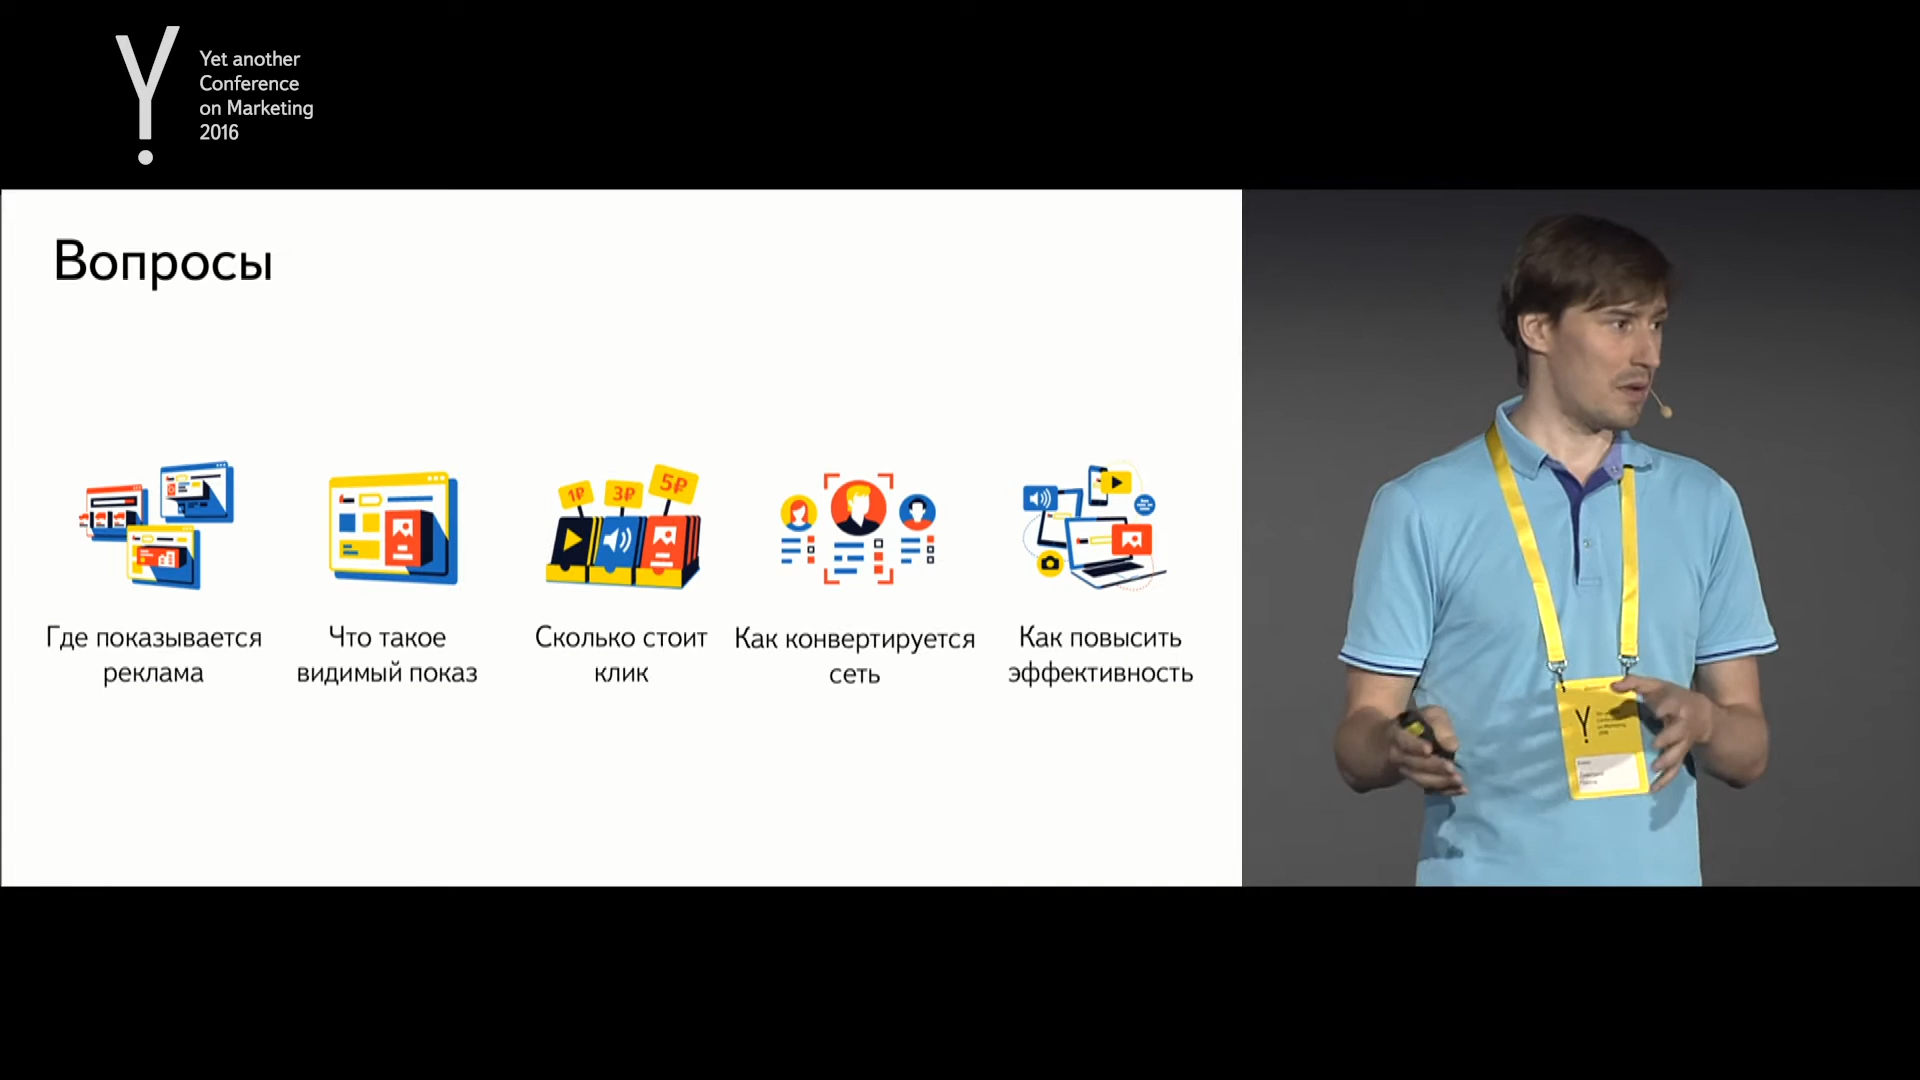 Yet another
Conference
on Marketing
2016
Вопросы
1₽
3₽
5₽
Где показывается
реклама
Что такое
видимый показ
Сколько стоит
клик
Как конвертируется
сеть
Как повысить
эффективность